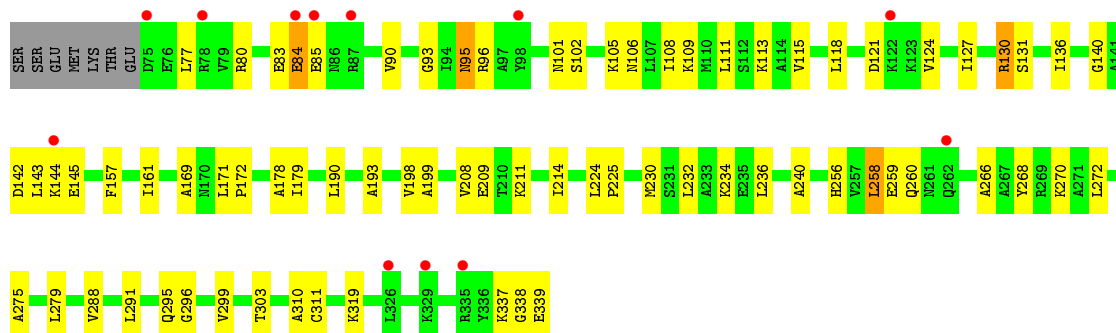 SER SER GLU MET LYS THR GLU D75 E76 L77 R78 V79 R80 E83 E84 E85 N86 R87 V90 G93 I94 N95 R96 A97 Y98 N101 S102 K105 N106 L107 I108 K109 M110 L111 S112 K113 A114 V115 L118 D121 K122 K123 V124 I127 R130 S131 I136 G140 A141
D142 L143 K144 E145 F157 I161 A169 N170 L171 P172 A178 I179 L190 A193 V198 A199 V208 E209 T210 K211 I214 L224 P225 M230 S231 L232 A233 K234 E235 L236 A240 H256 V257 L258 E259 Q260 N261 Q262 A266 A267 Y268 R269 K270 A271 L272
A275 L279 V288 L291 Q295 G296 V299 T303 A310 C311 K319 L326 K329 R335 Y336 K337 G338 E339